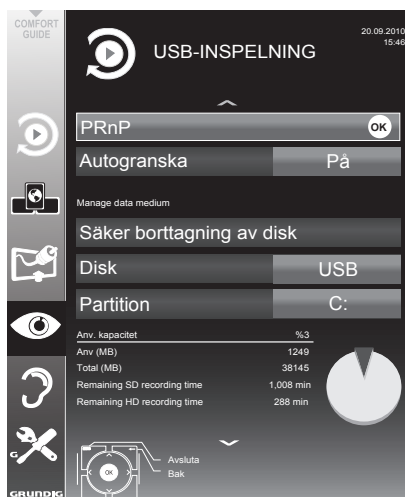 COMFORT
GUIDE
USB-INSPELNING
20.09.2010
15:46
PRnP
OK
Autogranska På
Manage data medium
Säker borttagning av disk
Disk USB
Partition C:
Anv. kapacitet %3
Anv (MB) 1249
Total (MB) 38145
Remaining SD recording time 1,008 min
Remaining HD recording time 288 min
OK
Avsluta
Bak
G
GRUNDIG